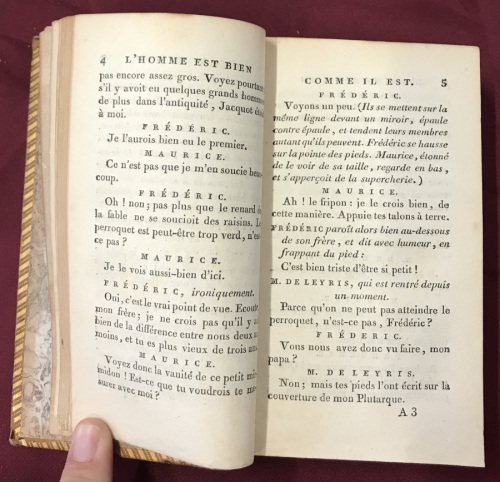 4 L'HOMME EST BIEN
pas encore assez gros. Voyez pourtant
s'il y avoit eu quelques grands hommes
de plus dans l'antiquité, Jacquot étoit
à moi.
FRÉDÉRIC.
Je l'aurois bien eu le premier.
MAURICE.
Ce n'est pas que je m'en soucie beau-
coup.
FRÉDÉRIC.
Oh! non; pas plus que le renard de
la fable ne se soucioit des raisins. Le
perroquet est peut-être trop verd, n'est-
ce pas?
MAURICE.
Je le vois aussi-bien d'ici.
FRÉDÉRIC, ironiquement.
Oui, c'est le vrai point de vue. Ecoute,
mon frère; je ne crois pas qu'il y ait
bien de la différence entre nous deux au
moins, et tu es plus vieux de trois ans.
MAURICE.
Voyez donc la vanité de ce petit mir-
midon! Est-ce que tu voudrois te me-
surer avec moi?
COMME IL EST. 5
FRÉDÉRIC.
Voyons un peu. (Ils se mettent sur la
même ligne devant un miroir, épaule
contre épaule, et tendent leurs membres
autant qu'ils peuvent. Frédéric se hausse
sur la pointe des pieds. Maurice, étonné
de le voir de sa taille, regarde en bas,
et s'apperçoit de la supercherie.)
MAURICE.
Ah! le fripon: je le crois bien, de
cette manière. Appuie tes talons à terre.
FRÉDÉRIC paroît alors bien au-dessous
de son frère, et dit avec humeur, en
frappant du pied:
C'est bien triste d'être si petit!
M. DE LEYRIS, qui est rentré depuis
un moment.
Parce qu'on ne peut pas atteindre le
perroquet, n'est-ce pas, Frédéric?
FRÉDERIC.
Vous nous avez donc vu faire, mon
papa?
M. DE LEYRIS.
Non; mais tes pieds l'ont écrit sur la
couverture de mon Plutarque.
A 3